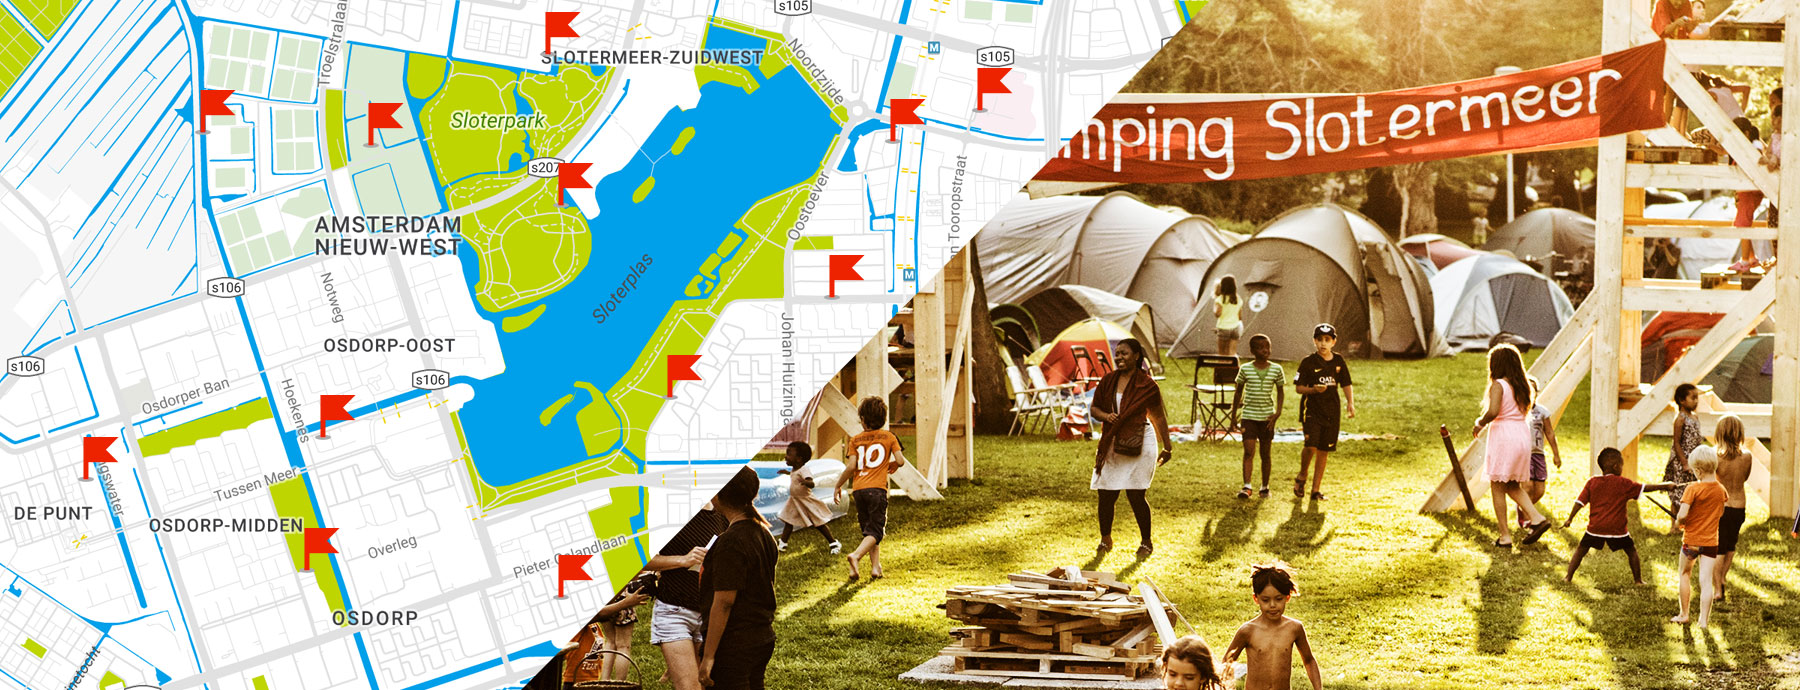 s105
Troelstralaan
SLOTERMEER-ZUIDWEST
Noordzijde
M
s105
Sloterpark
s207
Oostoever
AMSTERDAM
NIEUW-WEST
Sloterplas
M
s106
Notweg
OSDORP-OOST
Johan Huizinga
s106
s106
Osdorper Ban
Hoekenes
Tussen Meer
DE PUNT
OSDORP-MIDDEN
Overleg
Pieter Calandlaan
OSDORP
mping Slotermeer
10